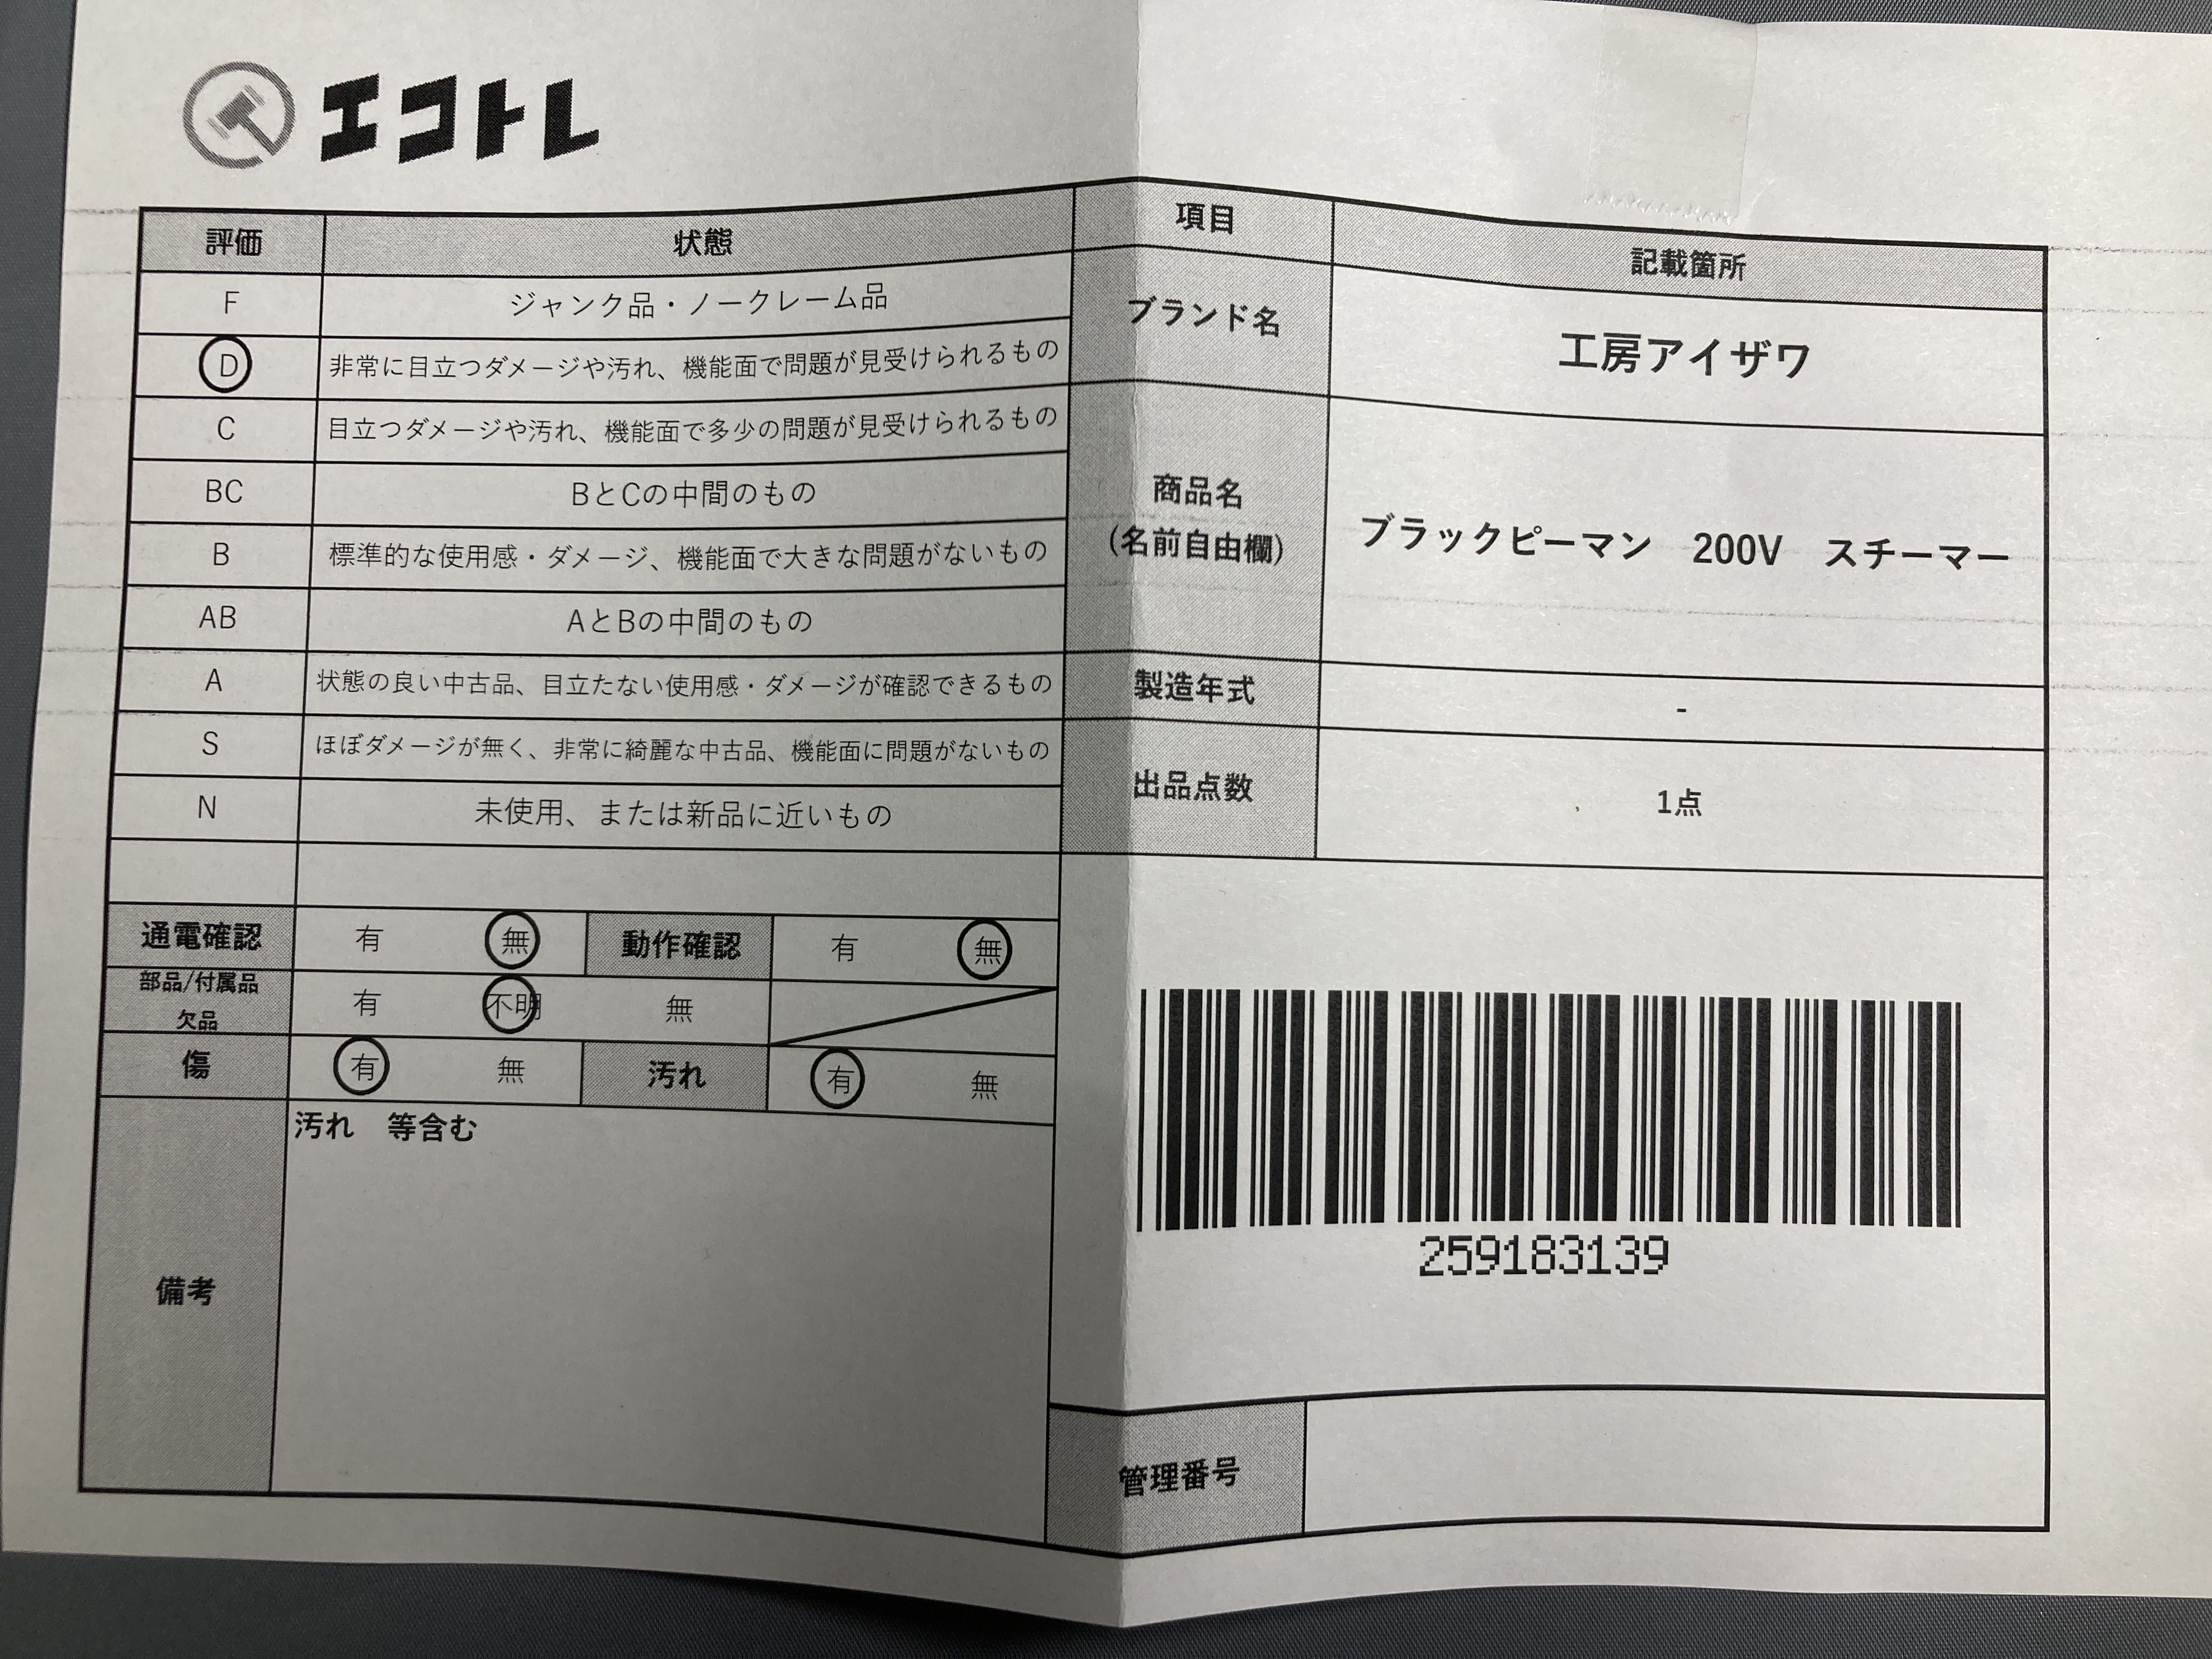 エコトレ
評価 状態
F ジャンク品・ノークレーム品
D 非常に目立つダメージや汚れ、機能面で問題が見受けられるもの
C 目立つダメージや汚れ、機能面で多少の問題が見受けられるもの
BC BとCの中間のもの
B 標準的な使用感・ダメージ、機能面で大きな問題がないもの
AB AとBの中間のもの
A 状態の良い中古品、目立たない使用感・ダメージが確認できるもの
S ほぼダメージが無く、非常に綺麗な中古品、機能面に問題がないもの
N 未使用、または新品に近いもの
通電確認 有 無 動作確認 有 無
部品/付属品
欠品 有 不明 無
傷 有 無 汚れ 有 無
備考 汚れ 等含む
項目 記載箇所
ブランド名 工房アイザワ
商品名
(名前自由欄) ブラックピーマン 200V スチーマー
製造年式 -
出品点数 1点
259183139
管理番号